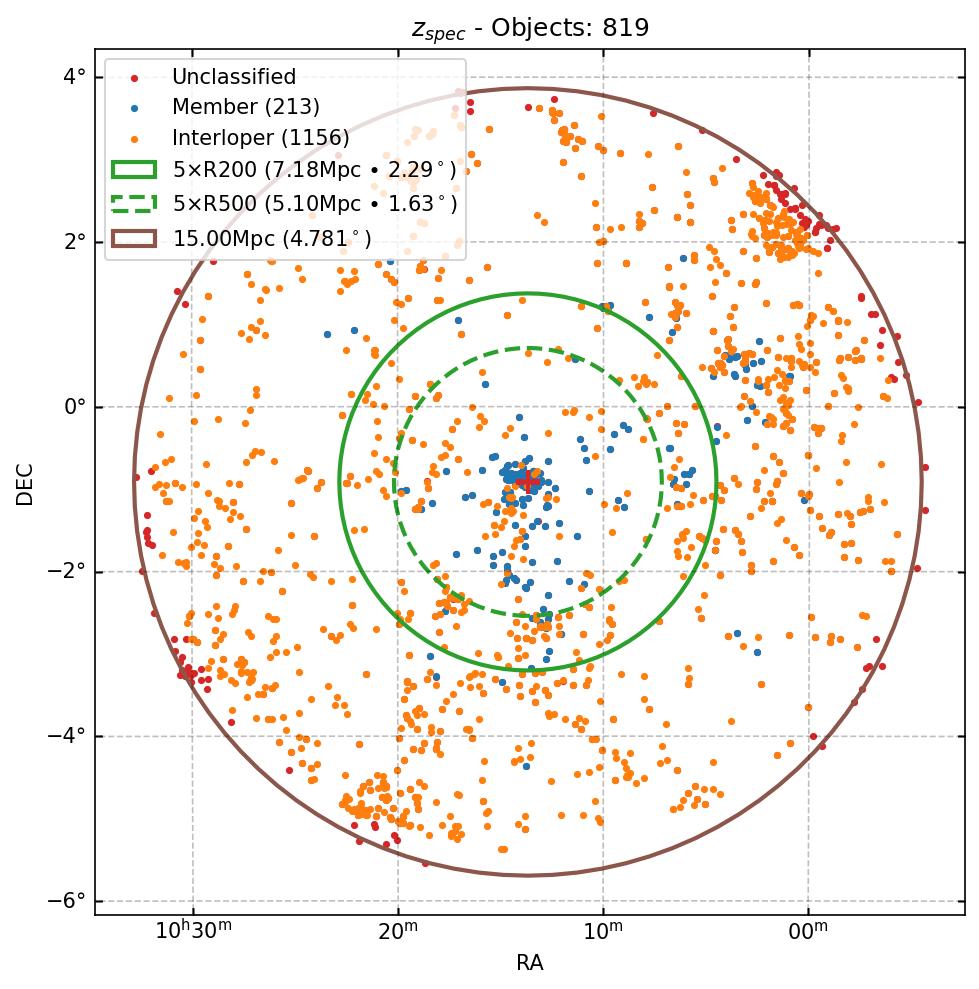 z_spec - Objects: 819
Unclassified
Member (213)
Interloper (1156)
5×R200 (7.18Mpc • 2.29°)
5×R500 (5.10Mpc • 1.63°)
15.00Mpc (4.781°)
4°
2°
0°
−2°
−4°
−6°
DEC
10ʰ30ᵐ 20ᵐ 10ᵐ 00ᵐ
RA